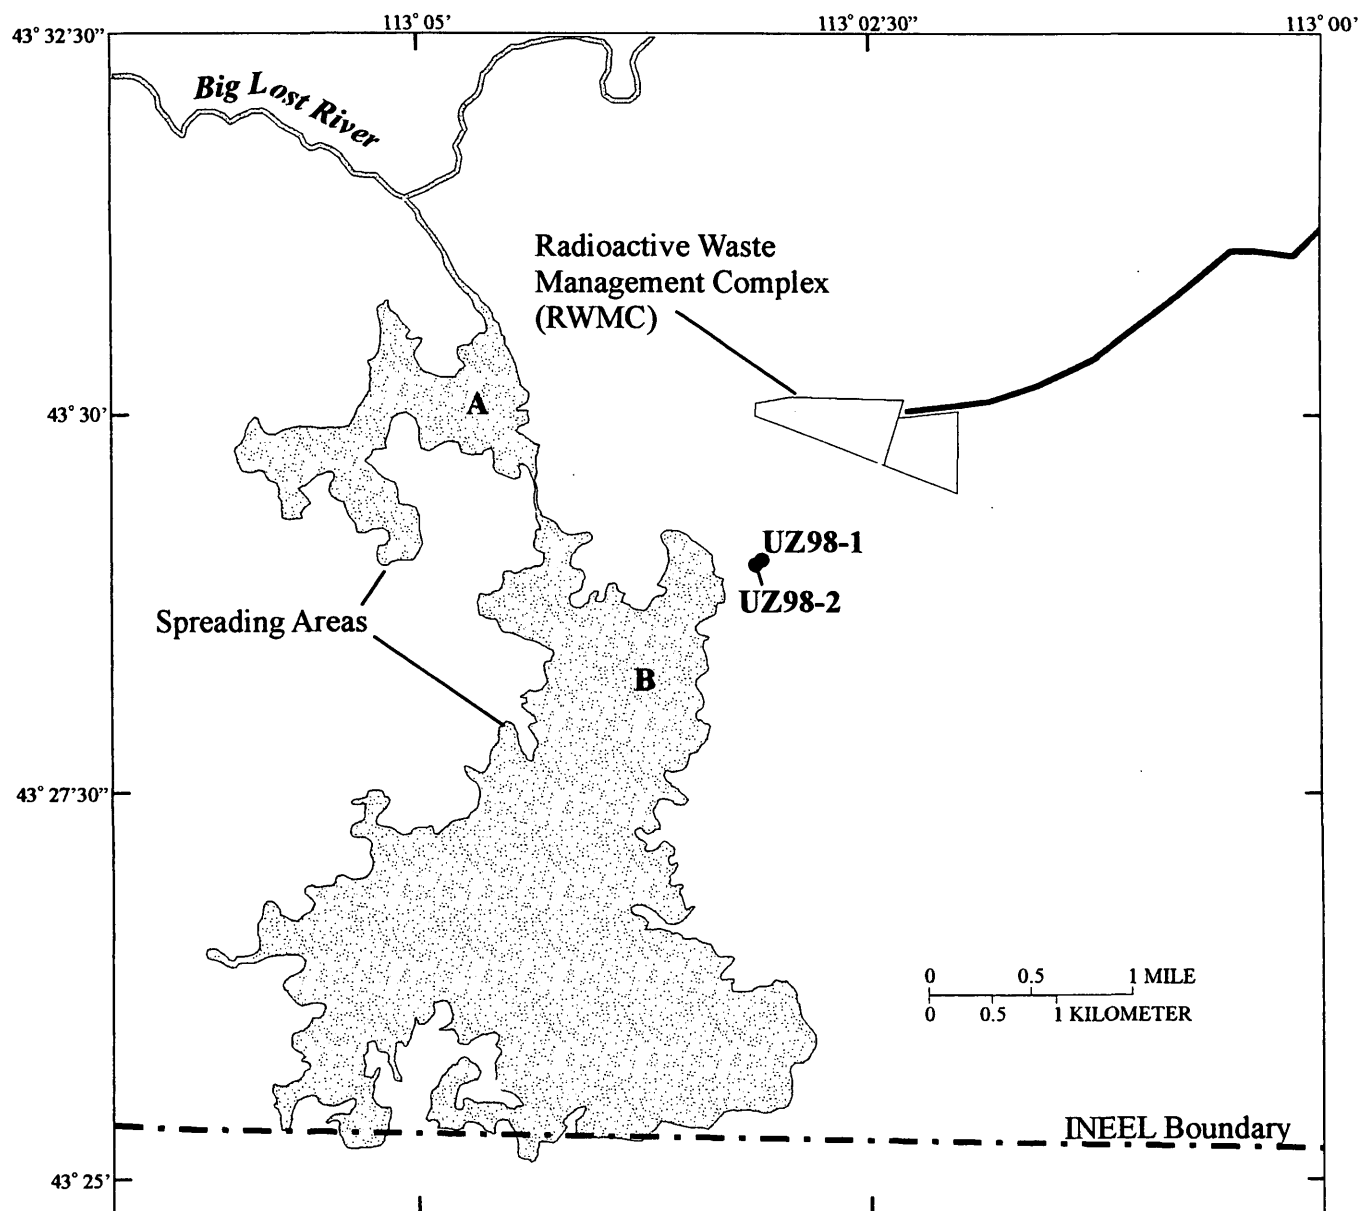 113° 05’
113° 02’ 30”
113° 00’
43° 32’ 30”
Big Lost River
Radioactive Waste
Management Complex
(RWMC)
A
43° 30’
UZ98-1
UZ98-2
Spreading Areas
B
43° 27’ 30”
0 0.5 1 MILE
0 0.5 1 KILOMETER
INEEL Boundary
43° 25’